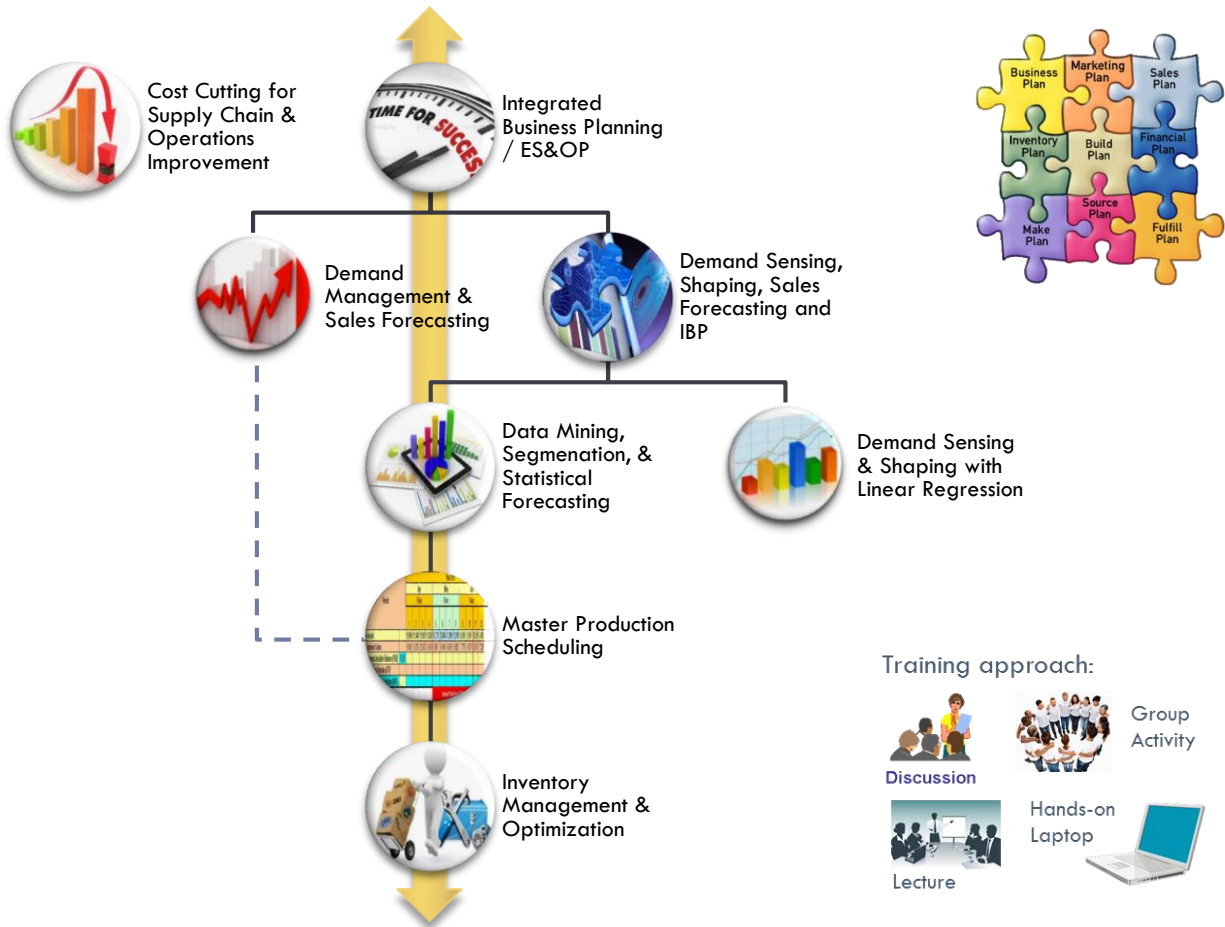 Cost Cutting for
Supply Chain &
Operations
Improvement
TIME FOR SUCCESS
Integrated
Business Planning
/ ES&OP
Business
Plan
Marketing
Plan
Sales
Plan
Inventory
Plan
Build
Plan
Financial
Plan
Make
Plan
Source
Plan
Fulfill
Plan
Demand
Management &
Sales Forecasting
Demand Sensing,
Shaping, Sales
Forecasting and
IBP
Data Mining,
Segmenation, &
Statistical
Forecasting
Demand Sensing
& Shaping with
Linear Regression
Master Production
Scheduling
Inventory
Management &
Optimization
Training approach:
Discussion
Group
Activity
Lecture
Hands-on
Laptop